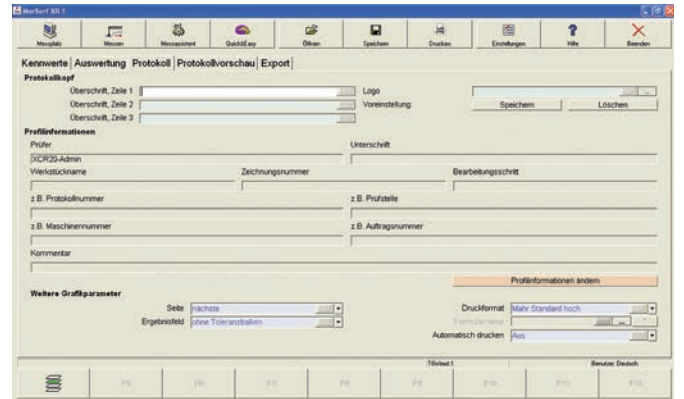 MarSurf XR 1
Messplatz Messen Messassistent Quick&Easy Öffnen Speichern Drucken Einstellungen Hilfe Beenden
Kennwerte Auswertung Protokoll Protokollvorschau Export
Protokollkopf
Überschrift, Zeile 1 Logo
Überschrift, Zeile 2 Voreinstellung: Speichern Löschen
Überschrift, Zeile 3
Profilinformationen
Prüfer Unterschrift
XCR20-Admin
Werkstückname Zeichnungsnummer Bearbeitungsschritt
z.B. Protokollnummer z.B. Prüfstelle
z.B. Maschinennummer z.B. Auftragsnummer
Kommentar
Profilinformationen ändern
Weitere Grafikparameter
Seite nächste Druckformat Mahr Standard hoch
Ergebnisfeld ohne Toleranzbalken
Automatisch drucken Aus
Benutzer: Deutsch
F5 F6 F7 F8 F9 F10 F11 F12